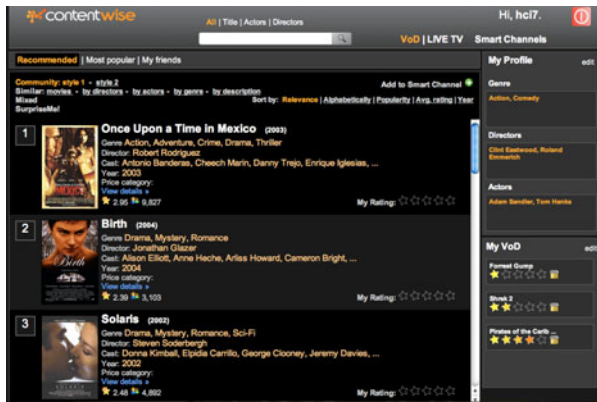 contentwise
All | Title | Actors | Directors
Hi, hci7.
VoD | LIVE TV Smart Channels
Recommended | Most popular | My friends
Community: style 1 - style 2
Similar: movies - by directors - by actors - by genre - by description
Mixed
SurpriseMe!
Add to Smart Channel
Sort by: Relevance | Alphabetically | Popularity | Avg. rating | Year
1
Once Upon a Time in Mexico (2003)
Genre Action, Adventure, Crime, Drama, Thriller
Director: Robert Rodriguez
Cast: Antonio Banderas, Cheech Marin, Danny Trejo, Enrique Iglesias, ...
Year: 2003
Price category:
View details »
2.95 9,827
My Rating:
2
Birth (2004)
Genre Drama, Mystery, Romance
Director: Jonathan Glazer
Cast: Alison Elliott, Anne Heche, Arliss Howard, Cameron Bright, ...
Year: 2004
Price category:
View details »
2.39 3,103
My Rating:
Birth
3
Solaris (2002)
Genre Drama, Mystery, Romance, Sci-Fi
Director: Steven Soderbergh
Cast: Donna Kimball, Elpidia Carrillo, George Clooney, Jeremy Davies, ...
Year: 2002
Price category:
View details »
2.48 4,892
My Rating:
SOLARIS
My Profile edit
Genre
Action, Comedy
Directors
Clint Eastwood, Roland
Emmerich
Actors
Adam Sandler, Tom Hanks
My VoD edit
Forrest Gump
Shrek 2
Pirates of the Carib ...